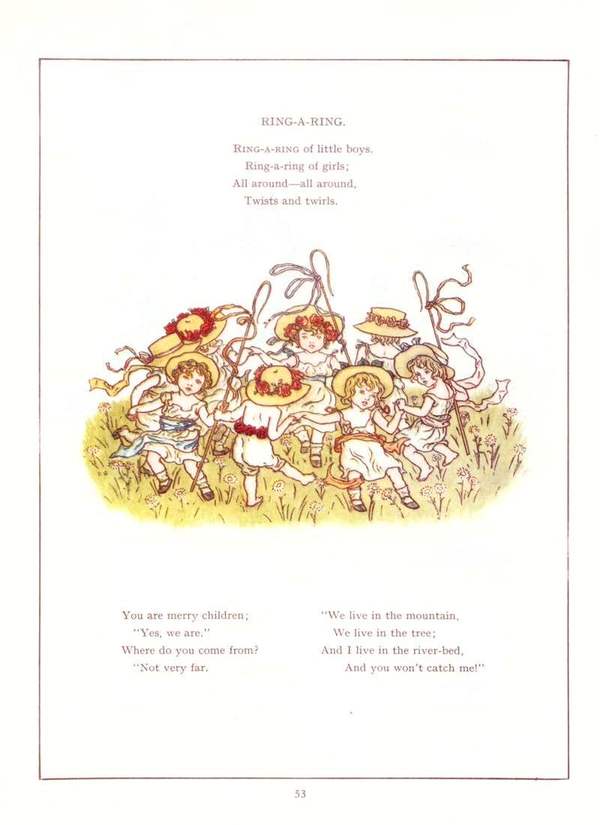 RING-A-RING.
RING-A-RING of little boys.
Ring-a-ring of girls;
All around—all around,
Twists and twirls.
You are merry children;
"Yes, we are."
Where do you come from?
"Not very far.
"We live in the mountain,
We live in the tree;
And I live in the river-bed,
And you won't catch me!"
53